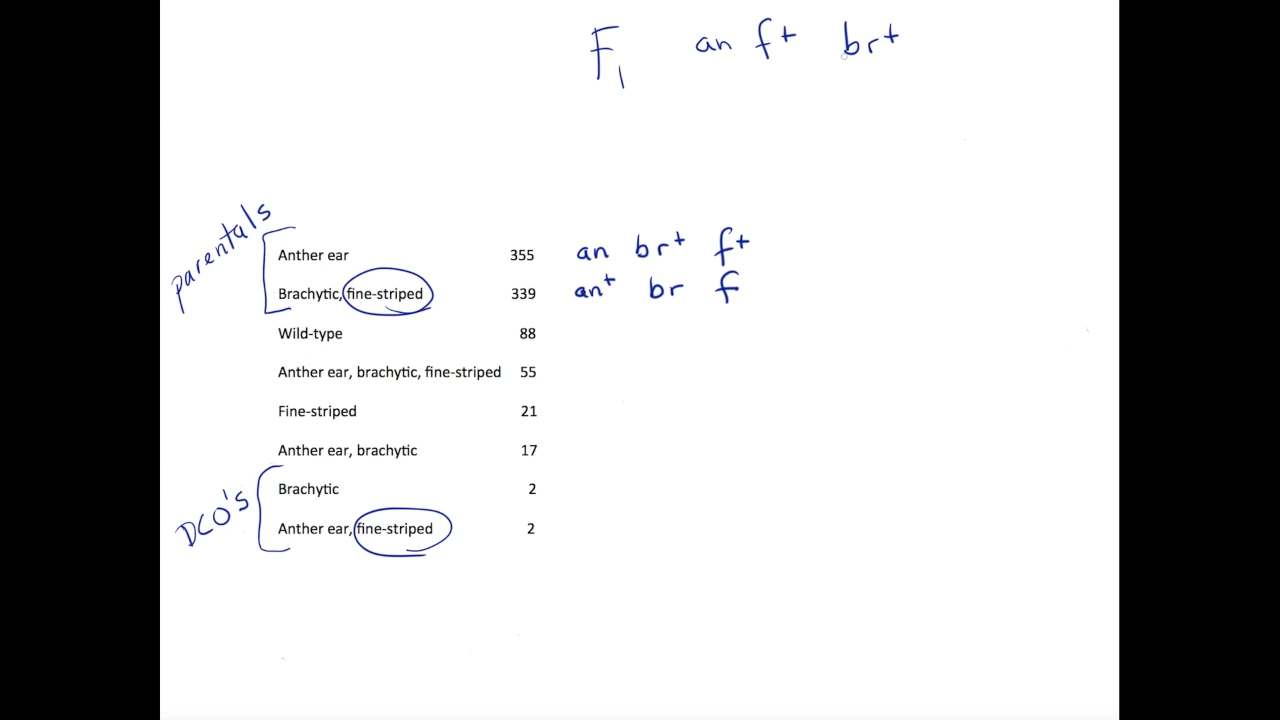 F1 an f+ br+
parentals
Anther ear 355 an br+ f+
Brachytic, fine-striped 339 an+ br f
Wild-type 88
Anther ear, brachytic, fine-striped 55
Fine-striped 21
Anther ear, brachytic 17
DCO's
Brachytic 2
Anther ear, fine-striped 2